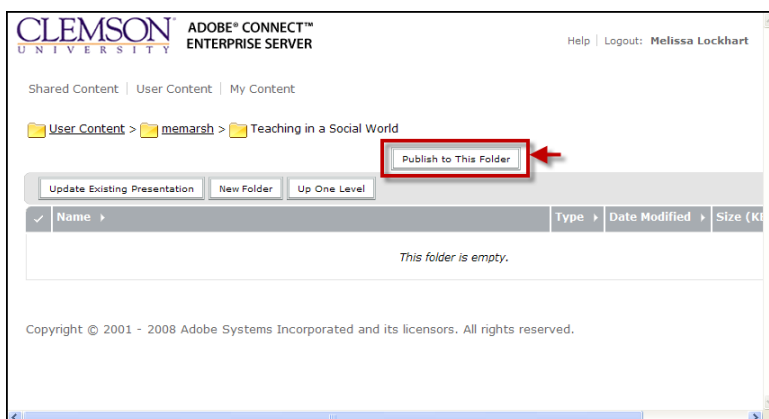 CLEMSON ADOBE® CONNECT™
UNIVERSITY ENTERPRISE SERVER
Help | Logout: Melissa Lockhart
Shared Content | User Content | My Content
User Content > memarsh > Teaching in a Social World
Publish to This Folder
Update Existing Presentation New Folder Up One Level
Name Type Date Modified Size (KB
This folder is empty.
Copyright © 2001 - 2008 Adobe Systems Incorporated and its licensors. All rights reserved.